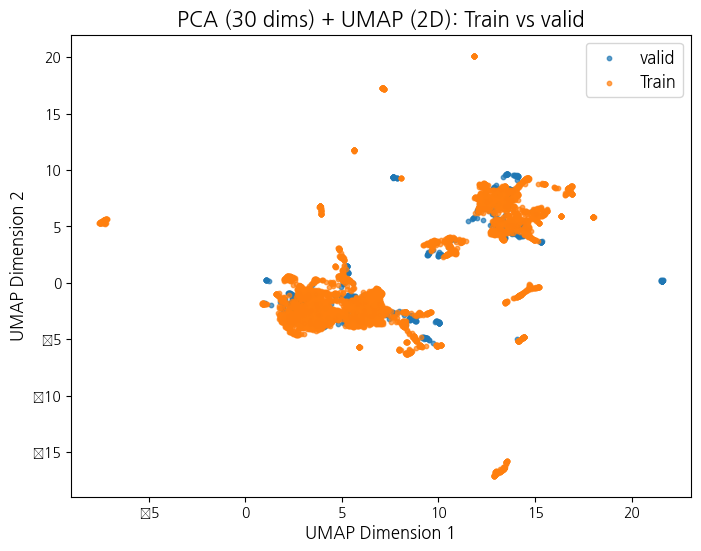 PCA (30 dims) + UMAP (2D): Train vs valid
valid
Train
20
15
10
5
0
▯5
▯10
▯15
UMAP Dimension 2
▯5
0
5
10
15
20
UMAP Dimension 1